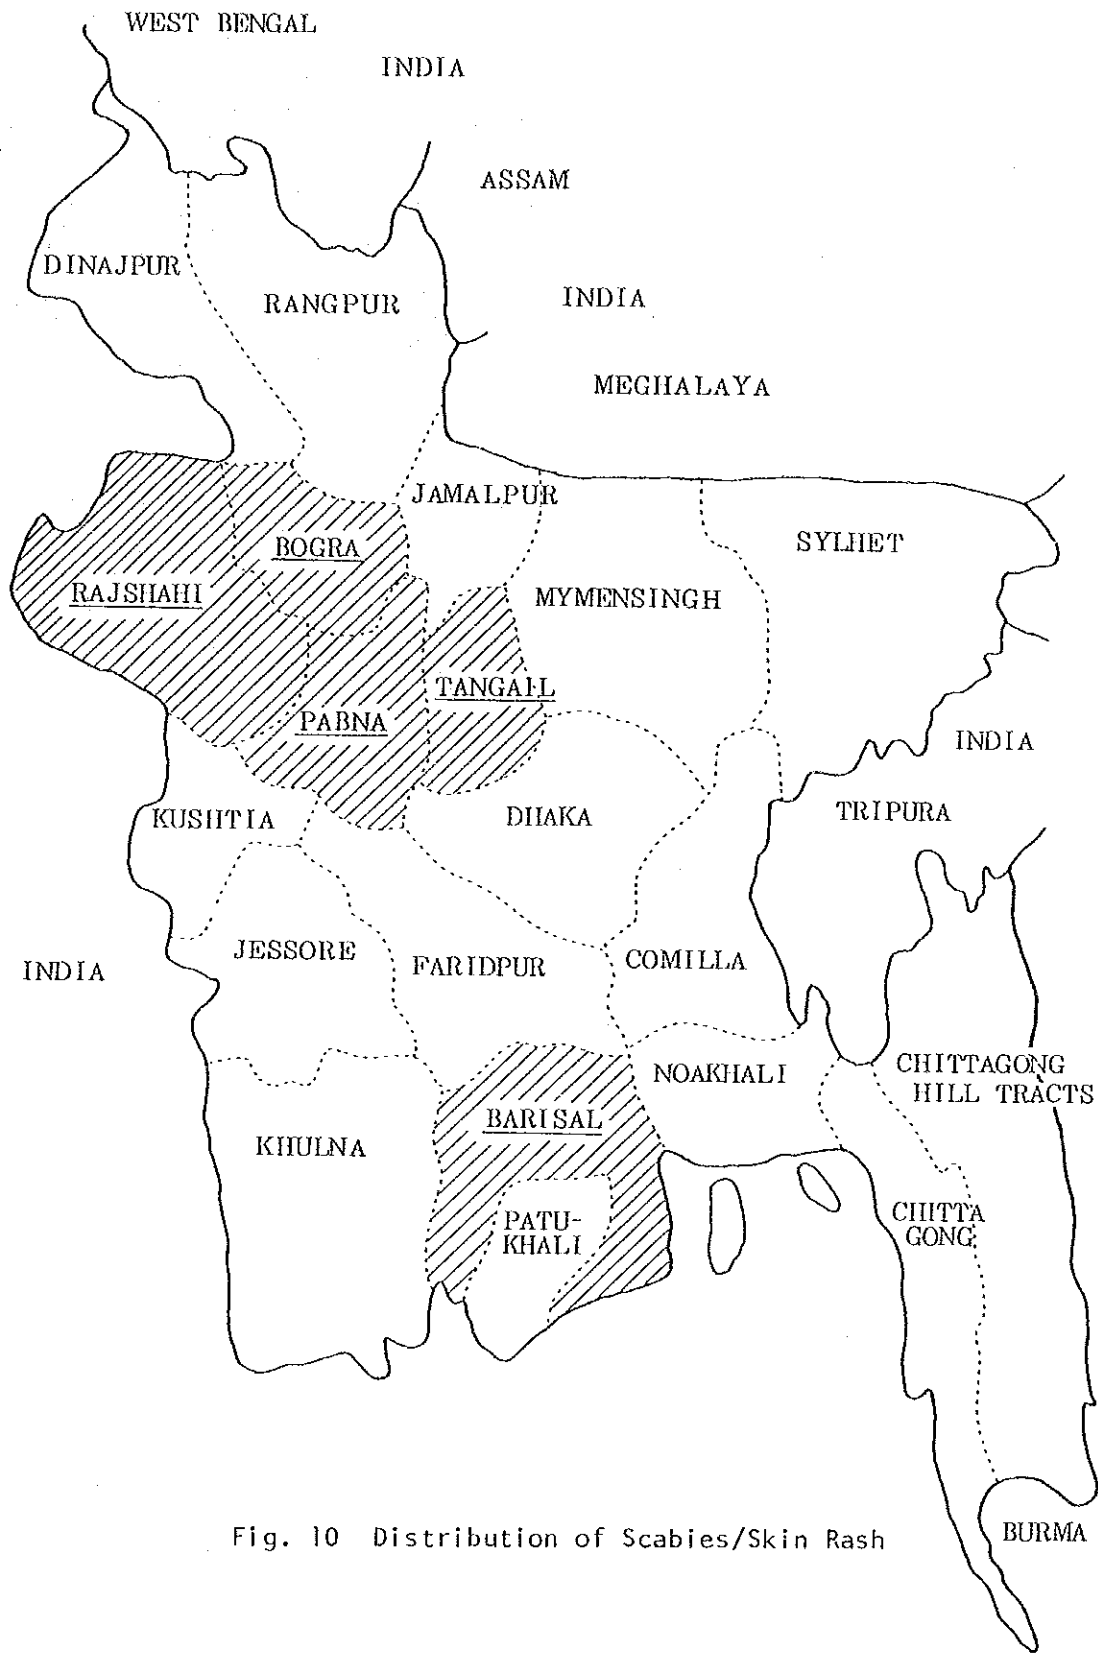 WEST BENGAL
INDIA
ASSAM
DINAJPUR
RANGPUR
INDIA
MEGHALAYA
JAMALPUR
BOGRA
SYLHET
RAJSHAHI
MYMENSINGH
TANGAIL
PABNA
INDIA
KUSHTIA
DHAKA
TRIPURA
JESSORE
FARIDPUR
COMILLA
INDIA
NOAKHALI
CHITTAGONG
HILL TRACTS
BARISAL
KHULNA
PATU-
KHALI
CHITTA
GONG
Fig. 10 Distribution of Scabies/Skin Rash
BURMA